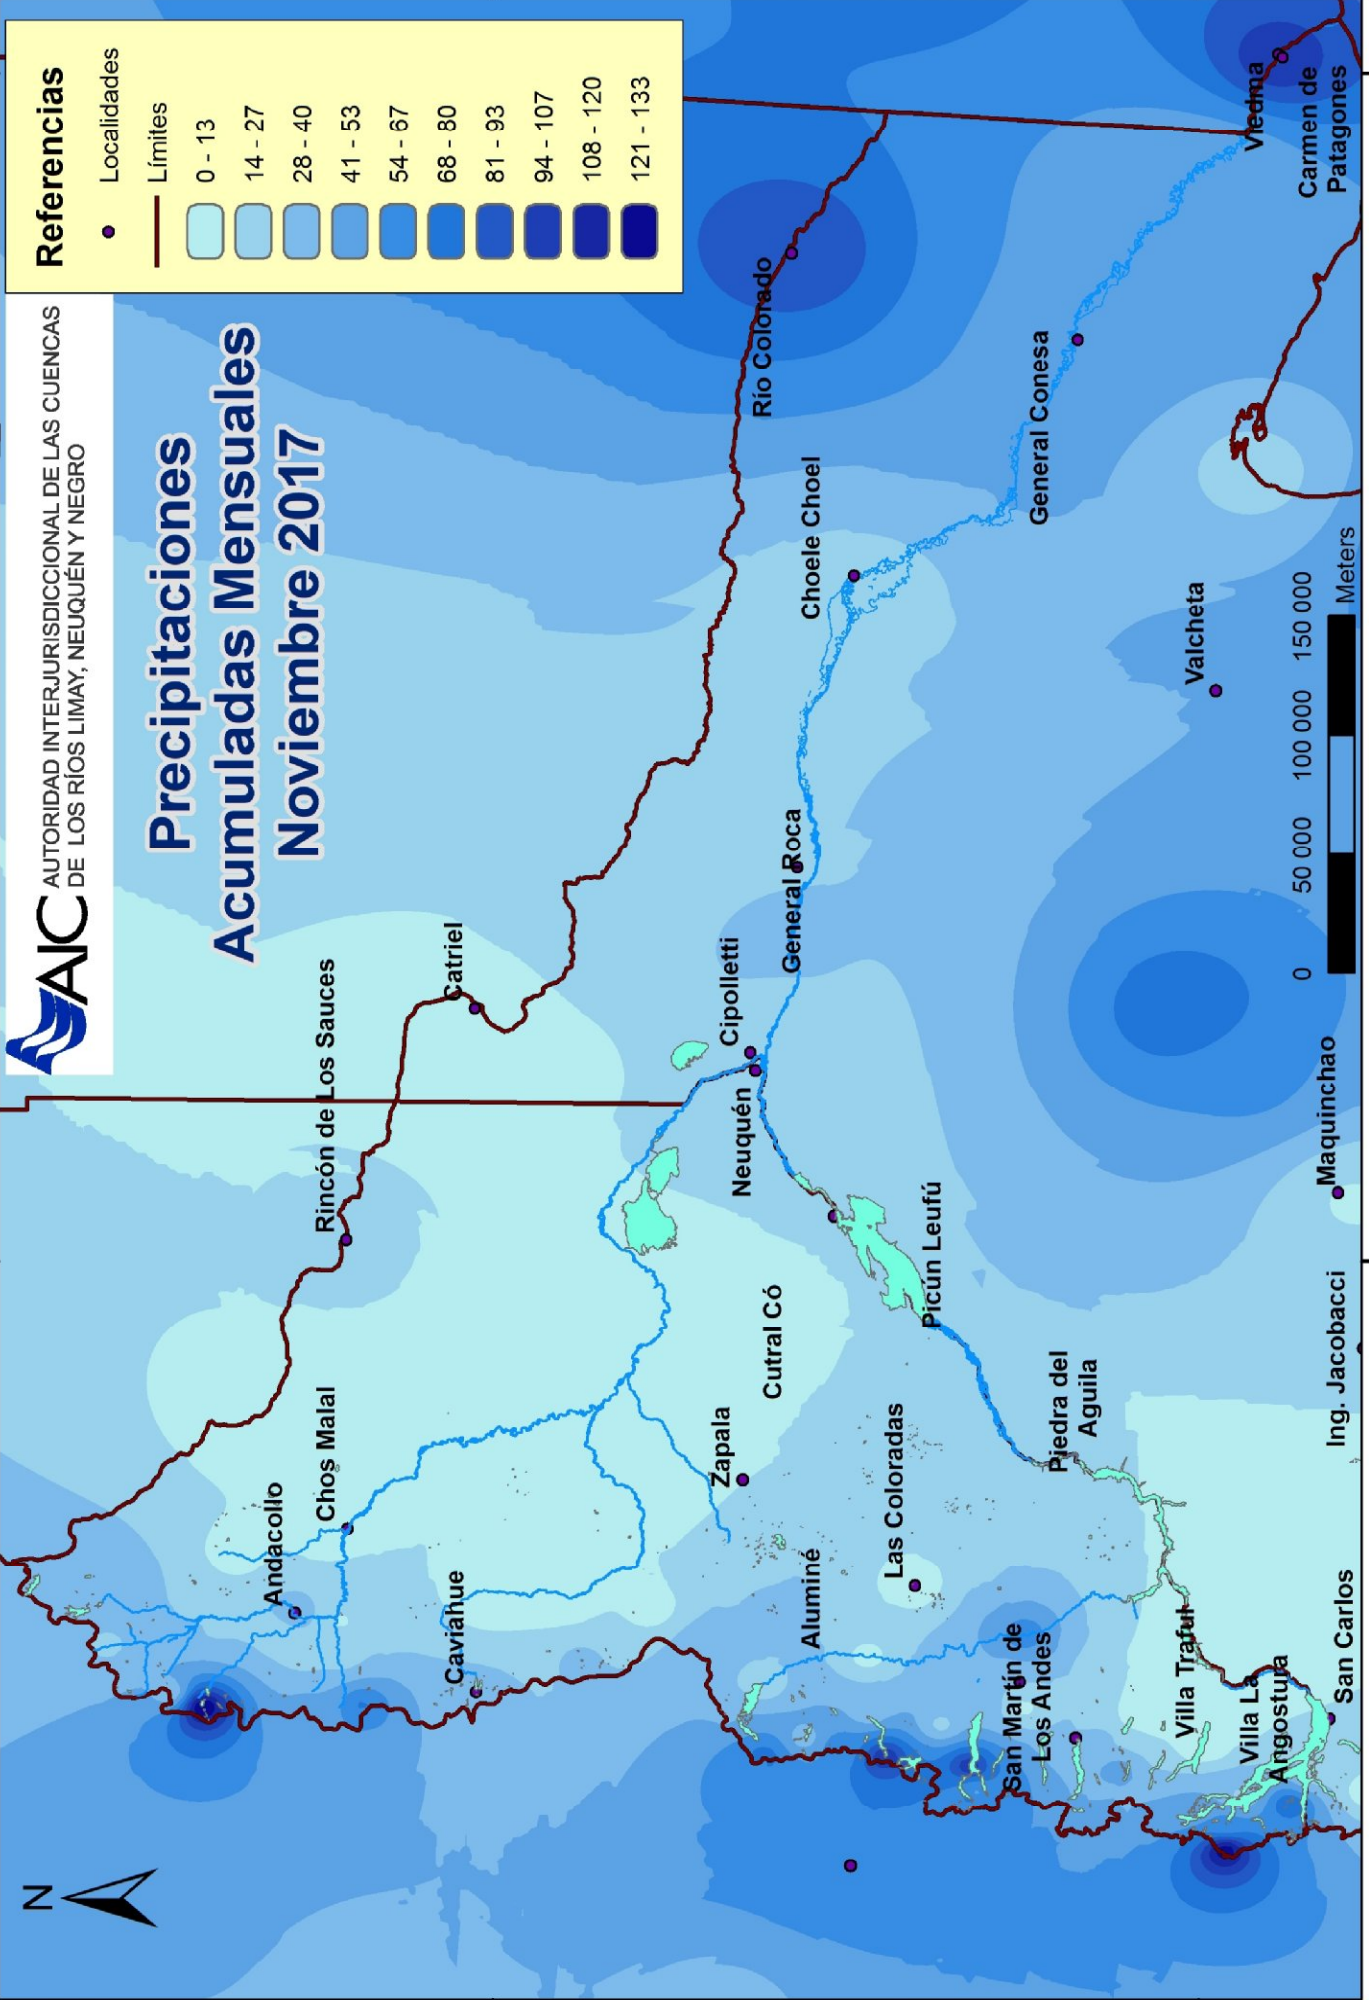 AIC
AUTORIDAD INTERJURISDICCIONAL DE LAS CUENCAS
DE LOS RÍOS LIMAY, NEUQUÉN Y NEGRO
Precipitaciones
Acumuladas Mensuales
Noviembre 2017
Referencias
Localidades
Límites
0 - 13
14 - 27
28 - 40
41 - 53
54 - 67
68 - 80
81 - 93
94 - 107
108 - 120
121 - 133
N
Andacollo
Chos Malal
Rincón de Los Sauces
Catriel
Caviahue
Zapala
Cutral Có
Neuquén
Cipolletti
General Roca
Choele Choel
Río Colorado
Aluminé
Las Coloradas
Picún Leufú
Piedra del
Aguila
General Conesa
San Martín de
Los Andes
Villa Traful
Villa La
Angostura
San Carlos
Ing. Jacobacci
Maquinchao
Valcheta
Viedma
Carmen de
Patagones
0 50 000 100 000 150 000
Meters